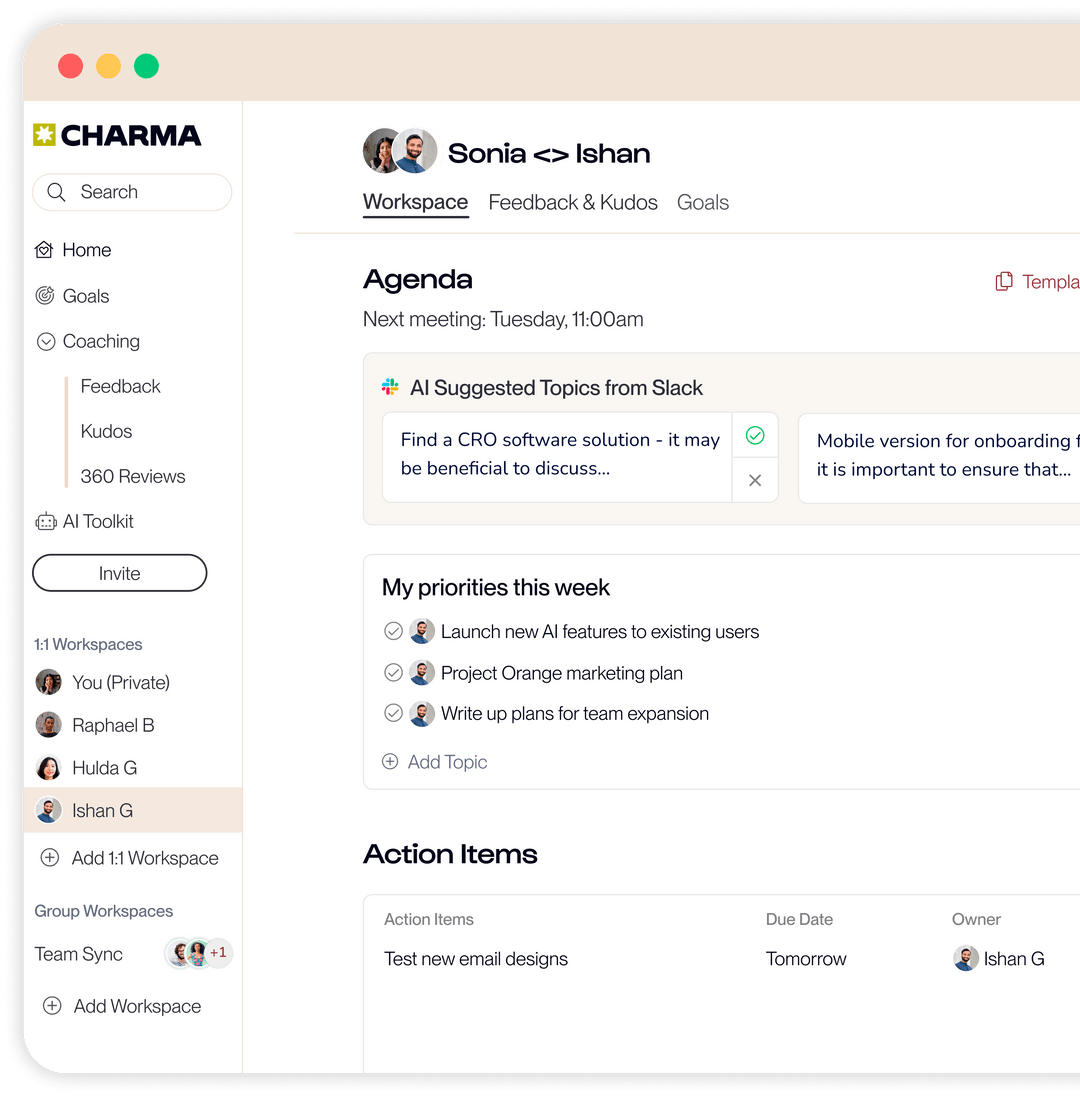 CHARMA
Search
Home
Goals
Coaching
Feedback
Kudos
360 Reviews
AI Toolkit
Invite
1:1 Workspaces
You (Private)
Raphael B
Hulda G
Ishan G
Add 1:1 Workspace
Group Workspaces
Team Sync +1
Add Workspace
Sonia <> Ishan
Workspace Feedback & Kudos Goals
Agenda
Templa
Next meeting: Tuesday, 11:00am
AI Suggested Topics from Slack
Find a CRO software solution - it may
be beneficial to discuss...
Mobile version for onboarding f
it is important to ensure that...
My priorities this week
Launch new AI features to existing users
Project Orange marketing plan
Write up plans for team expansion
Add Topic
Action Items
Action Items Due Date Owner
Test new email designs Tomorrow Ishan G